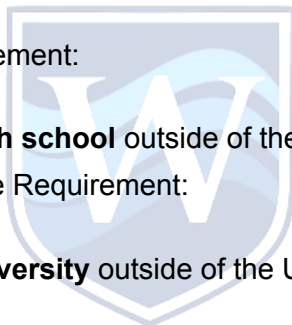 ement:
h school outside of the
e Requirement:
versity outside of the U
W